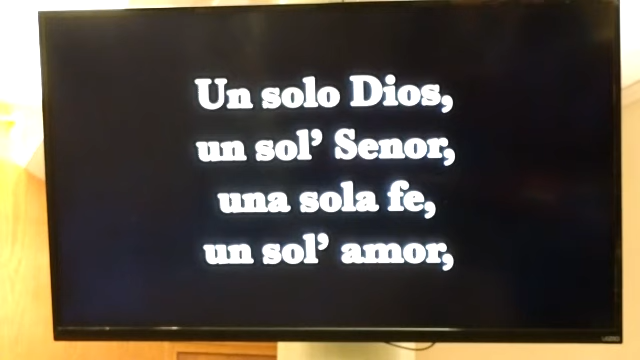 Un solo Dios,
un sol’ Senor,
una sola fe,
un sol’ amor,